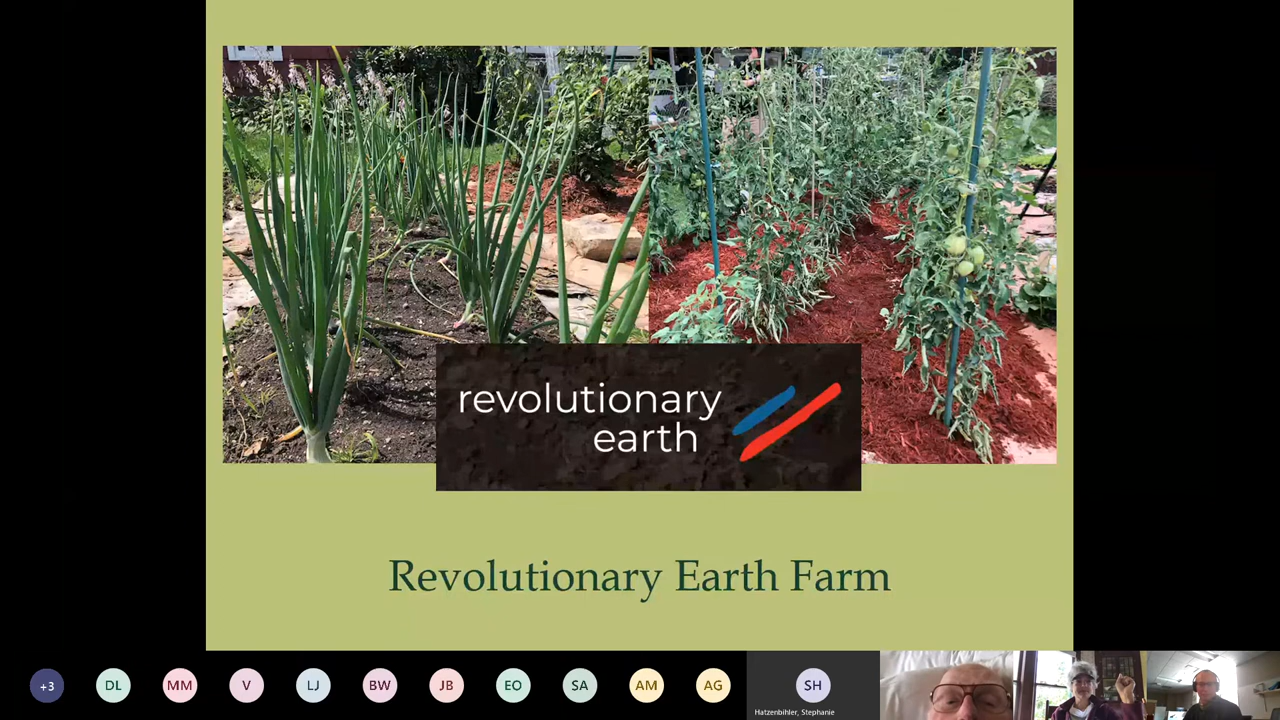 revolutionary
earth
Revolutionary Earth Farm
+3
DL
MM
V
LJ
BW
JB
EO
SA
AM
AG
SH
Hatzenbihler, Stephanie